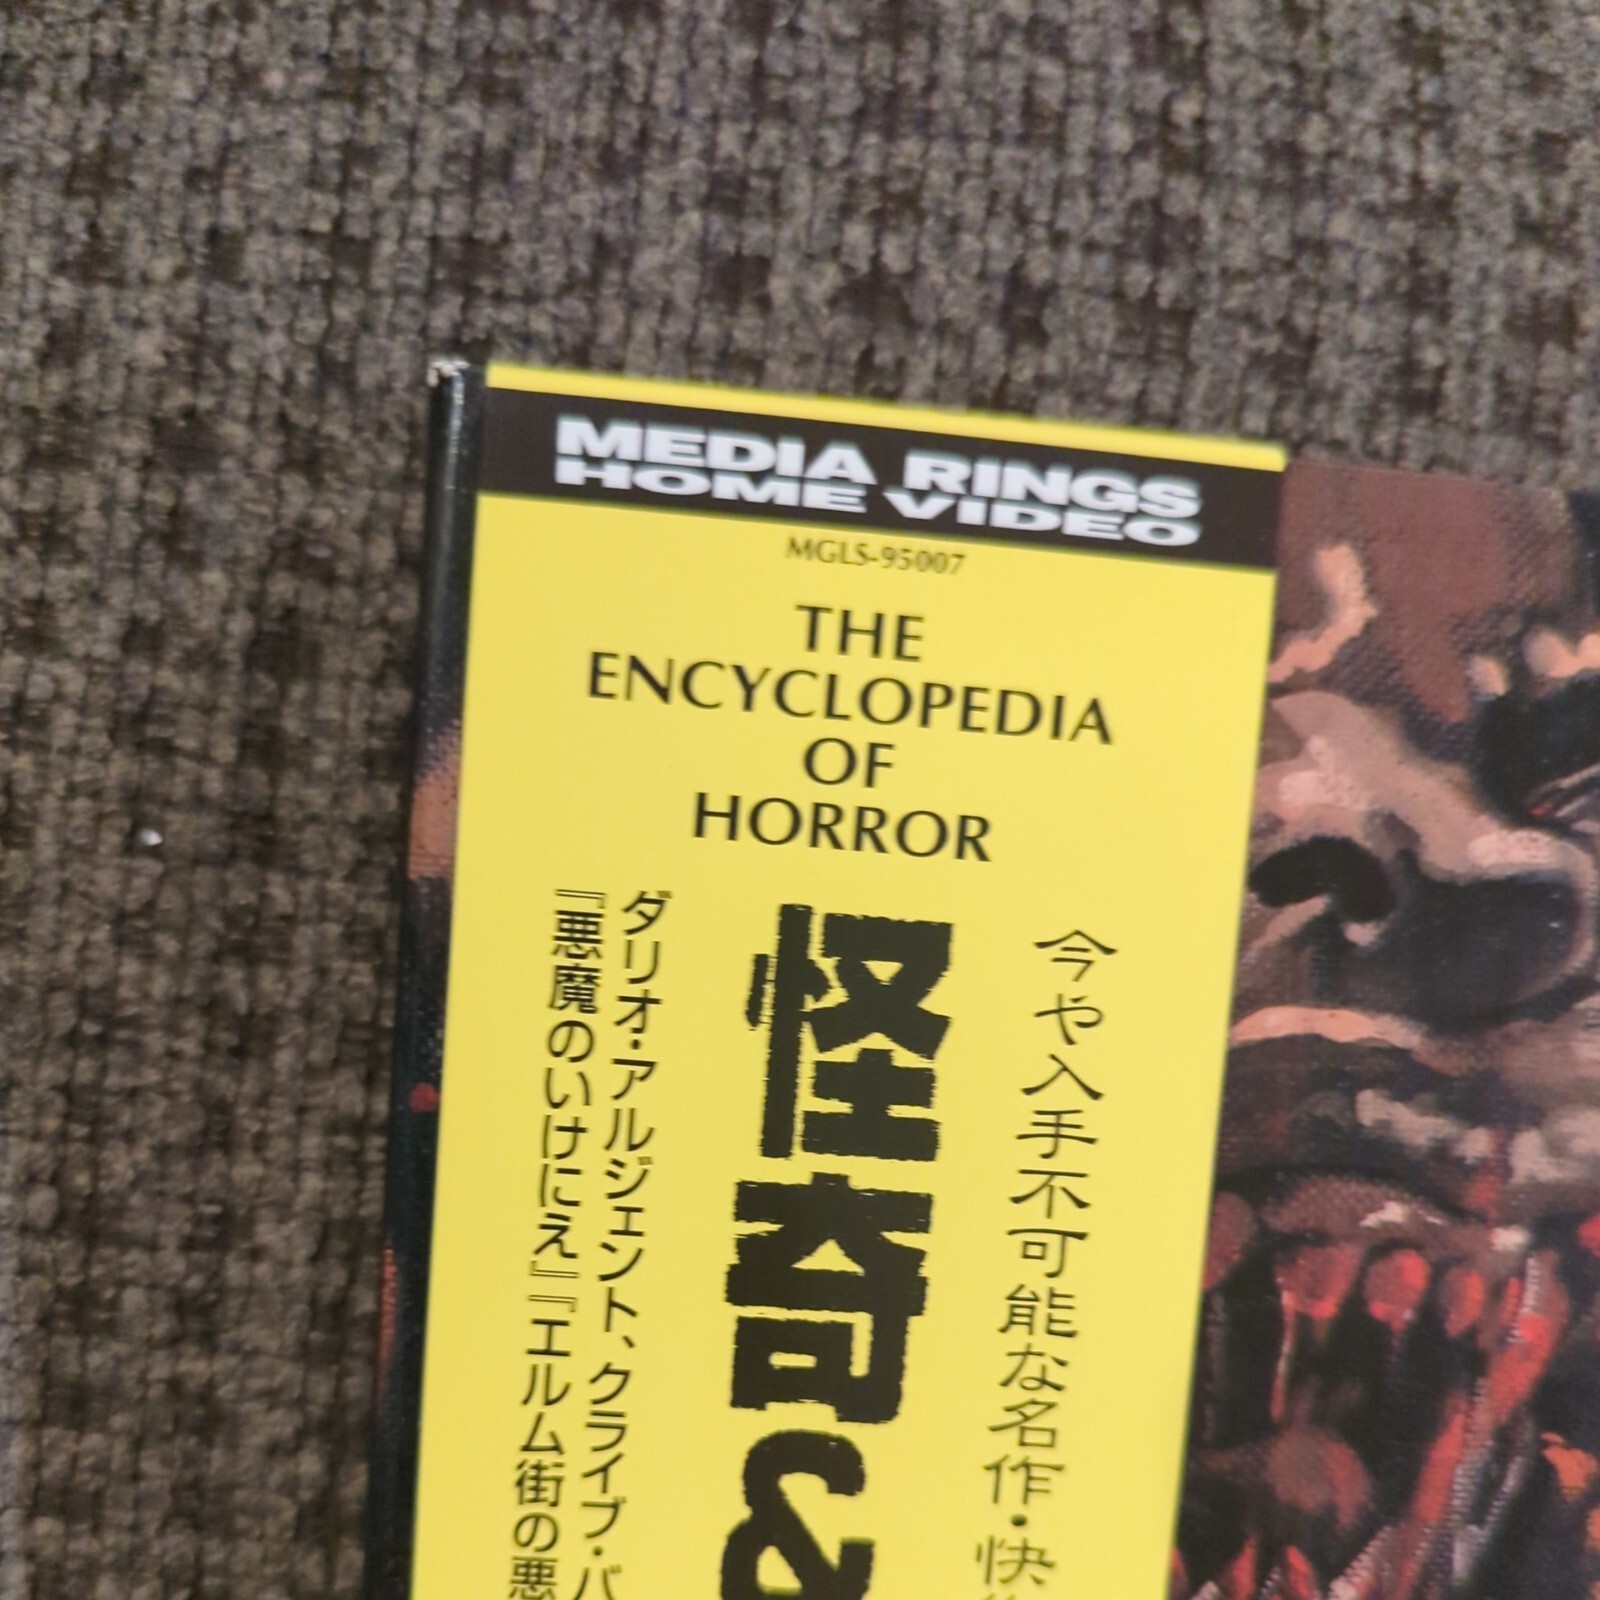 MEDIA RINGS
HOME VIDEO
MGLS-95007
THE
ENCYCLOPEDIA
OF
HORROR
今や入手不可能な名作・快
怪奇&
ダリオ・アルジェント、クライブ・バ
『悪魔のいけにえ』『エルム街の悪